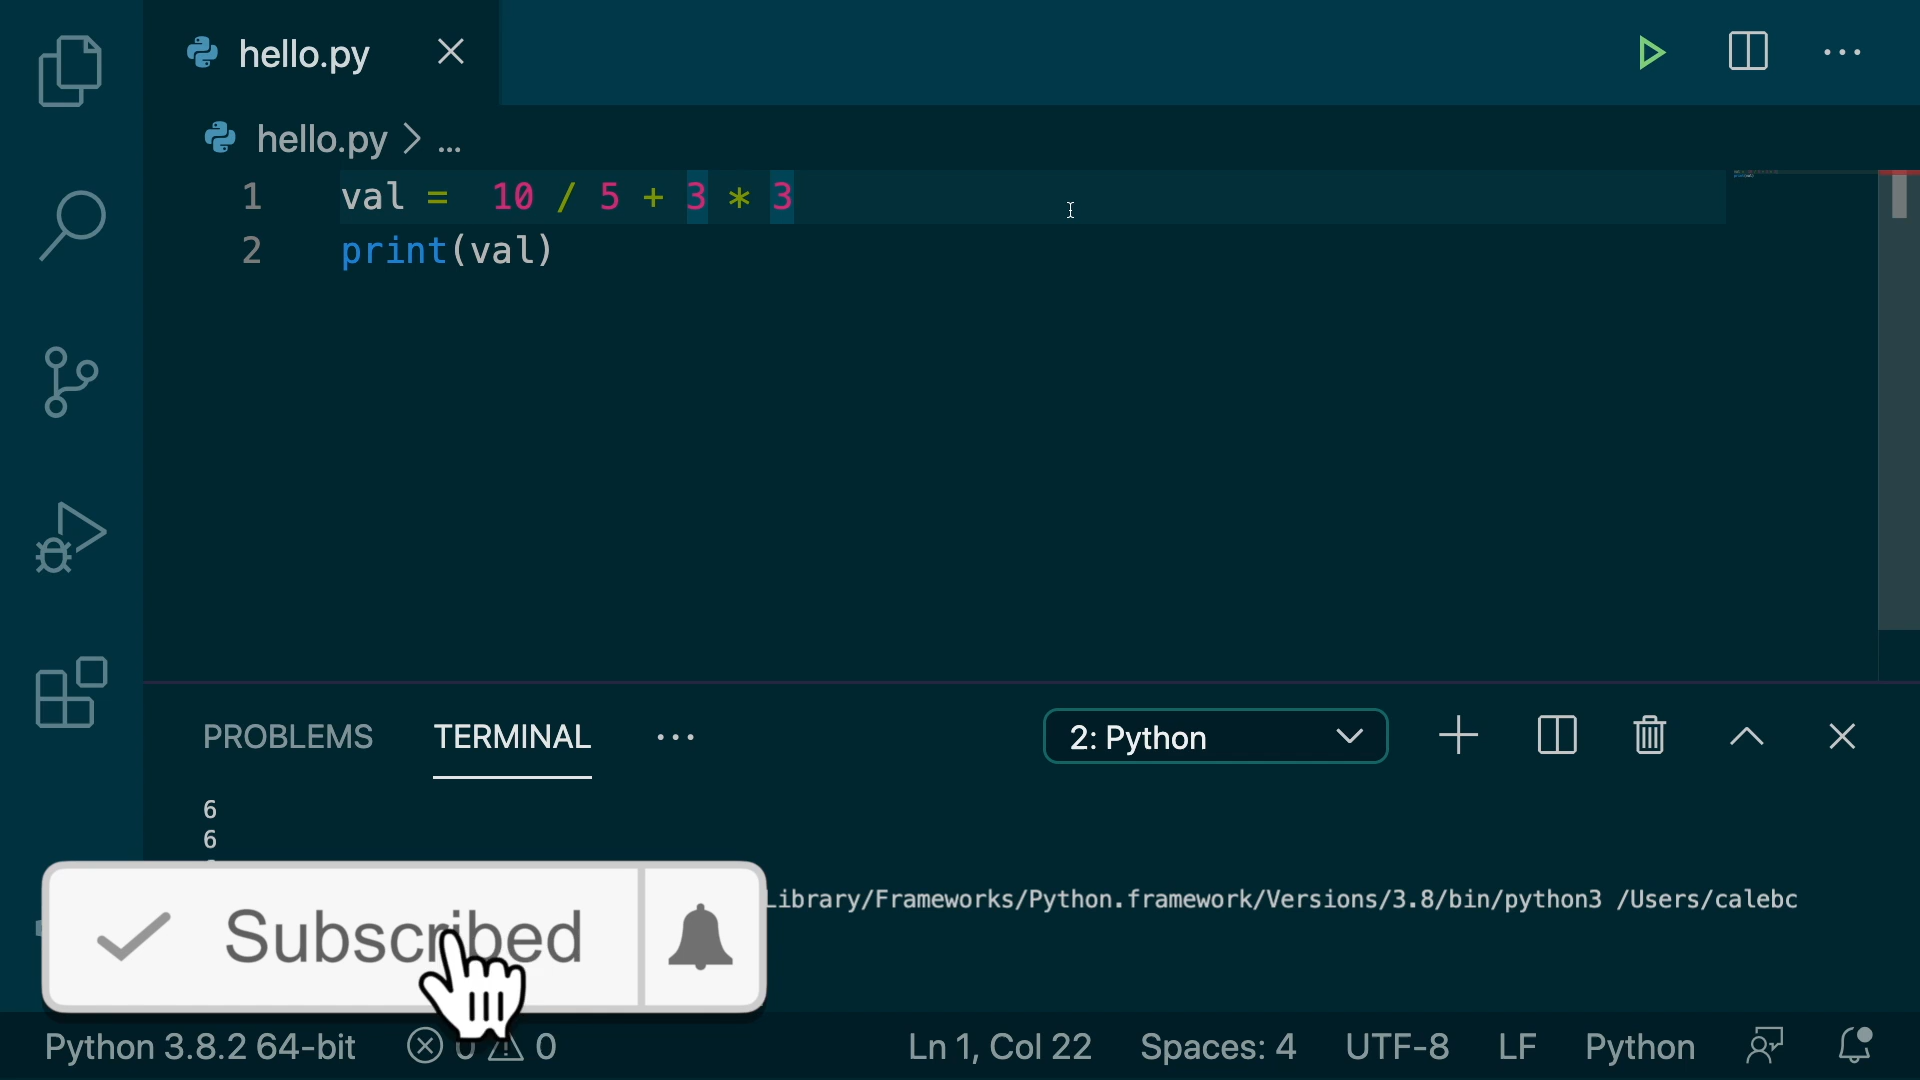 hello.py
hello.py > ...
1 val =  10 / 5 + 3 * 3
2 print(val)
PROBLEMS TERMINAL ...
2: Python
6
6
Library/Frameworks/Python.framework/Versions/3.8/bin/python3 /Users/calebc
Subscribed
Python 3.8.2 64-bit 0 0 Ln 1, Col 22 Spaces: 4 UTF-8 LF Python